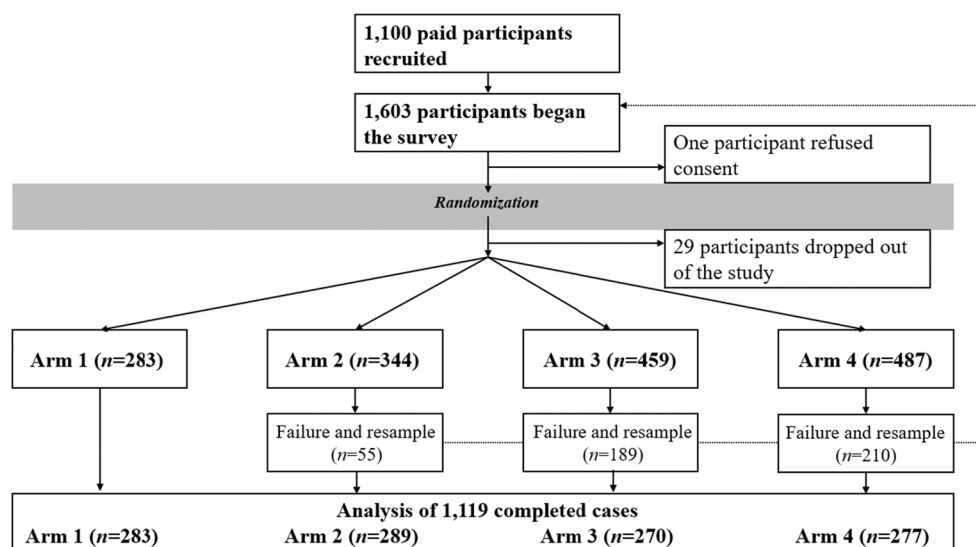 1,100 paid participants
recruited
1,603 participants began
the survey
One participant refused
consent
Randomization
29 participants dropped out
of the study
Arm 1 (n=283)
Arm 2 (n=344)
Arm 3 (n=459)
Arm 4 (n=487)
Failure and resample
(n=55)
Failure and resample
(n=189)
Failure and resample
(n=210)
Analysis of 1,119 completed cases
Arm 1 (n=283)
Arm 2 (n=289)
Arm 3 (n=270)
Arm 4 (n=277)